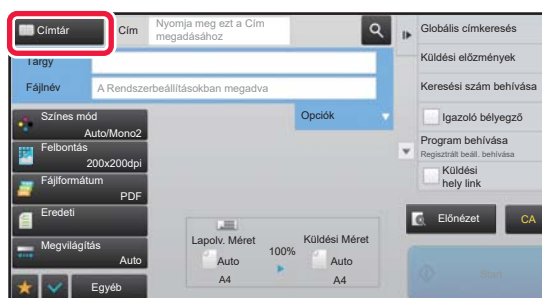 Címtár
Cím
Nyomja meg ezt a Cím
megadásához
Tárgy
Fájlnév
A Rendszerbeállításokban megadva
Színes mód
Auto/Mono2
Felbontás
200x200dpi
Fájlformátum
PDF
Eredeti
Megvilágítás
Auto
Egyéb
Opciók
Lapolv. Méret
Auto
A4
100%
Küldési Méret
Auto
A4
Globális címkeresés
Küldési előzmények
Keresési szám behívása
Igazoló bélyegző
Program behívása
Regisztrált beáll. behívása
Küldési
hely link
Előnézet
CA
Start